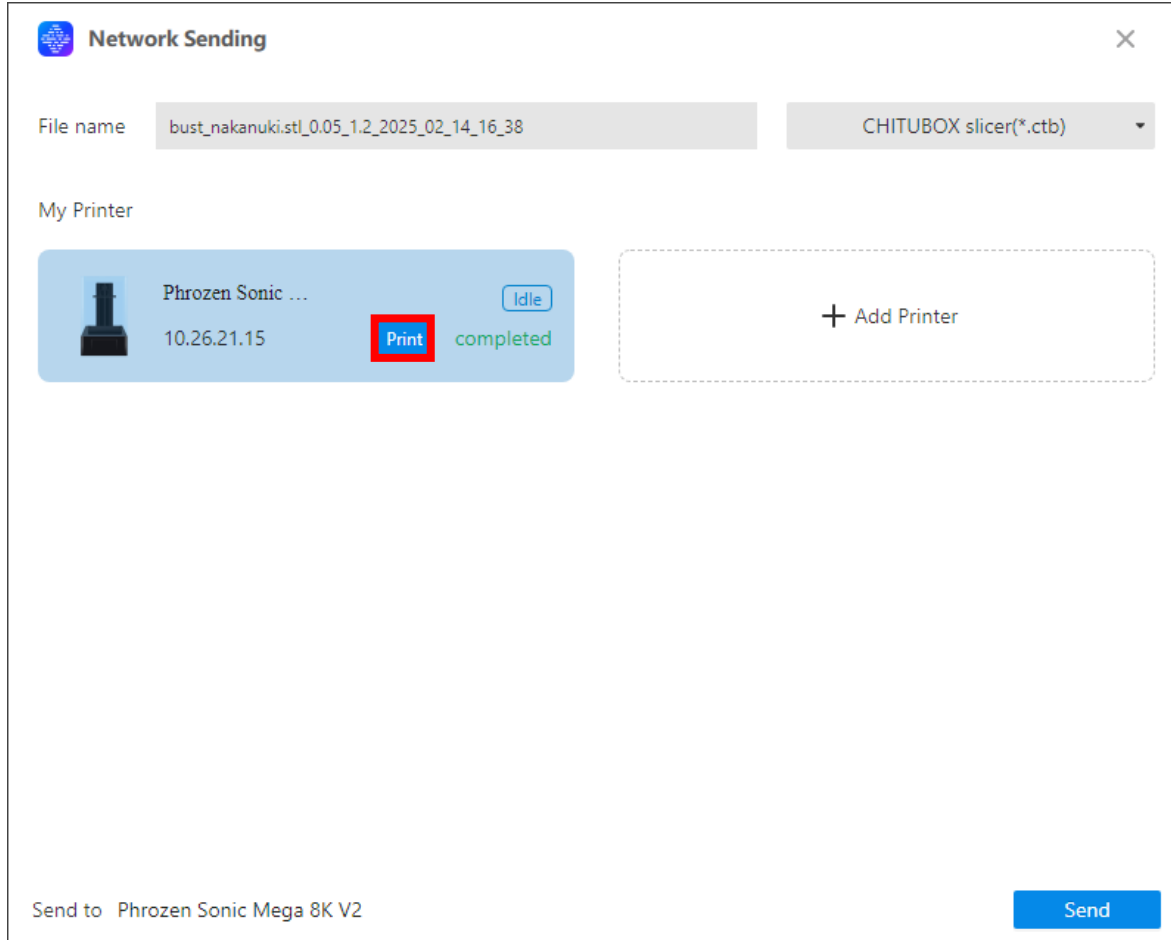 Network Sending
File name bust_nakanuki.stl_0.05_1.2_2025_02_14_16_38 CHITUBOX slicer(*.ctb)
My Printer
Phrozen Sonic ... Idle
10.26.21.15 Print completed
Add Printer
Send to Phrozen Sonic Mega 8K V2 Send